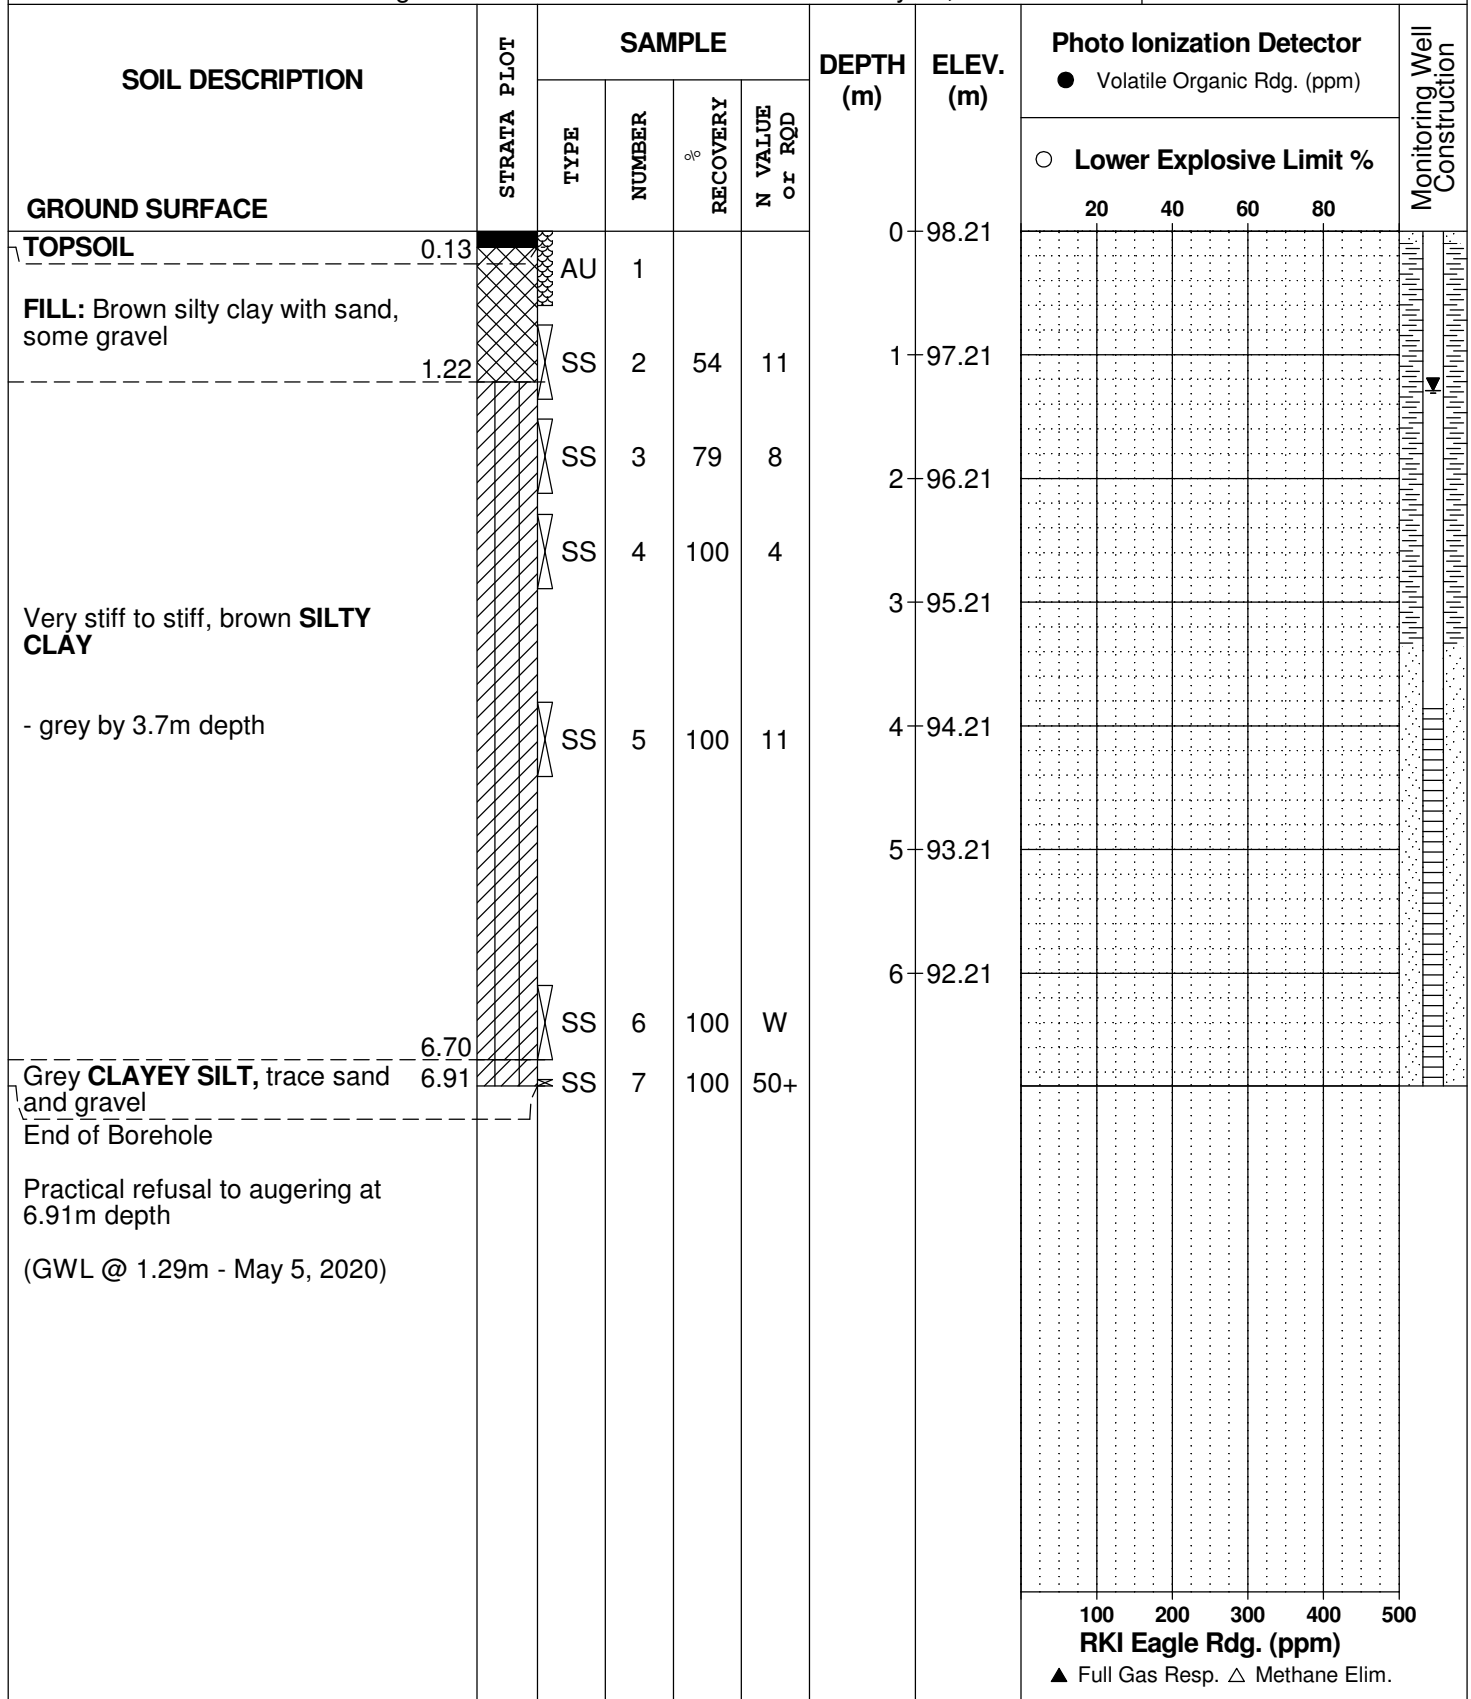 SOIL DESCRIPTION
GROUND SURFACE
STRATA PLOT
SAMPLE
TYPE
NUMBER
% RECOVERY
N VALUE or RQD
DEPTH (m)
ELEV. (m)
Photo Ionization Detector
● Volatile Organic Rdg. (ppm)
○ Lower Explosive Limit %
20 40 60 80
Monitoring Well Construction
0 98.21
TOPSOIL 0.13
AU 1
FILL: Brown silty clay with sand,
some gravel
1.22
SS 2 54 11
1 97.21
SS 3 79 8
2 96.21
SS 4 100 4
3 95.21
Very stiff to stiff, brown SILTY
CLAY
- grey by 3.7m depth
SS 5 100 11
4 94.21
5 93.21
6 92.21
SS 6 100 W
6.70
Grey CLAYEY SILT, trace sand 6.91
and gravel
SS 7 100 50+
End of Borehole
Practical refusal to augering at
6.91m depth
(GWL @ 1.29m - May 5, 2020)
100 200 300 400 500
RKI Eagle Rdg. (ppm)
▲ Full Gas Resp. △ Methane Elim.